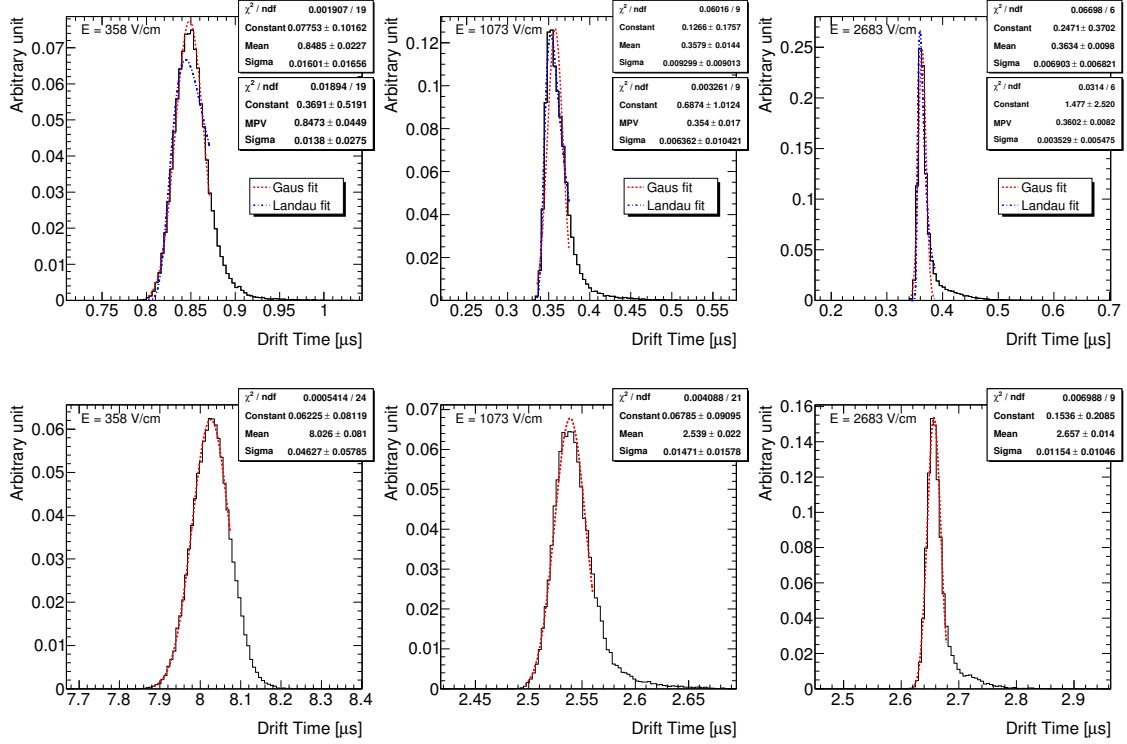 Arbitrary unit
E = 358 V/cm
χ² / ndf 0.001907 / 19
Constant 0.07753 ± 0.10162
Mean 0.8485 ± 0.0227
Sigma 0.01601 ± 0.01656
χ² / ndf 0.01894 / 19
Constant 0.3691 ± 0.5191
MPV 0.8473 ± 0.0449
Sigma 0.0138 ± 0.0275
Gaus fit
Landau fit
0.07
0.06
0.05
0.04
0.03
0.02
0.01
0
0.75 0.8 0.85 0.9 0.95 1
Drift Time [μs]
Arbitrary unit
E = 1073 V/cm
χ² / ndf 0.06016 / 9
Constant 0.1266 ± 0.1757
Mean 0.3579 ± 0.0144
Sigma 0.009299 ± 0.009013
χ² / ndf 0.003261 / 9
Constant 0.6874 ± 1.0124
MPV 0.354 ± 0.017
Sigma 0.006362 ± 0.010421
Gaus fit
Landau fit
0.12
0.1
0.08
0.06
0.04
0.02
0
0.25 0.3 0.35 0.4 0.45 0.5 0.55
Drift Time [μs]
Arbitrary unit
E = 2683 V/cm
χ² / ndf 0.06698 / 6
Constant 0.2471 ± 0.3702
Mean 0.3634 ± 0.0098
Sigma 0.006903 ± 0.006821
χ² / ndf 0.0314 / 6
Constant 1.477 ± 2.520
MPV 0.3602 ± 0.0082
Sigma 0.003529 ± 0.005475
Gaus fit
Landau fit
0.25
0.2
0.15
0.1
0.05
0
0.2 0.3 0.4 0.5 0.6 0.7
Drift Time [μs]
Arbitrary unit
E = 358 V/cm
χ² / ndf 0.0005414 / 24
Constant 0.06225 ± 0.08119
Mean 8.026 ± 0.081
Sigma 0.04627 ± 0.05785
0.06
0.05
0.04
0.03
0.02
0.01
0
7.7 7.8 7.9 8 8.1 8.2 8.3 8.4
Drift Time [μs]
Arbitrary unit
E = 1073 V/cm
χ² / ndf 0.004088 / 21
Constant 0.06785 ± 0.09095
Mean 2.539 ± 0.022
Sigma 0.01471 ± 0.01578
0.07
0.06
0.05
0.04
0.03
0.02
0.01
0
2.45 2.5 2.55 2.6 2.65
Drift Time [μs]
Arbitrary unit
E = 2683 V/cm
χ² / ndf 0.006988 / 9
Constant 0.1536 ± 0.2085
Mean 2.657 ± 0.014
Sigma 0.01154 ± 0.01046
0.16
0.14
0.12
0.1
0.08
0.06
0.04
0.02
0
2.5 2.6 2.7 2.8 2.9
Drift Time [μs]